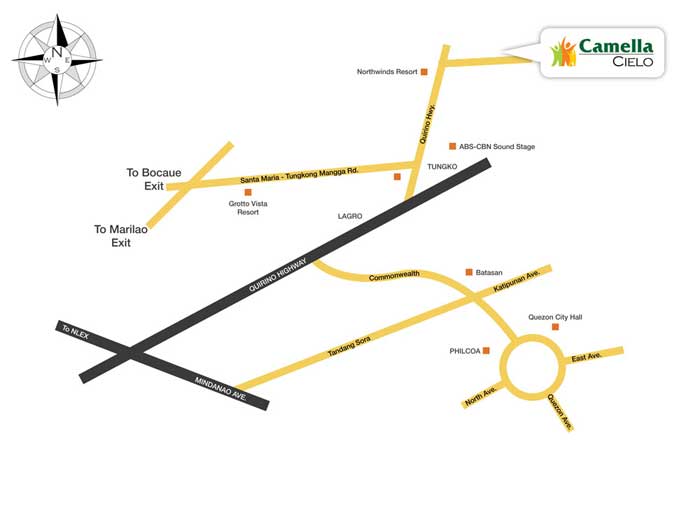 N
W
E
S
Camella
CIELO
Northwinds Resort
Quirino Hwy.
ABS-CBN Sound Stage
TUNGKO
To Bocaue
Exit
Santa Maria - Tungkong Mangga Rd.
Grotto Vista
Resort
To Marilao
Exit
LAGRO
QUIRINO HIGHWAY
Commonwealth
Batasan
Katipunan Ave.
Quezon City Hall
To NLEX
Tandang Sora
PHILCOA
East Ave.
MINDANAO AVE.
North Ave.
Quezon Ave.